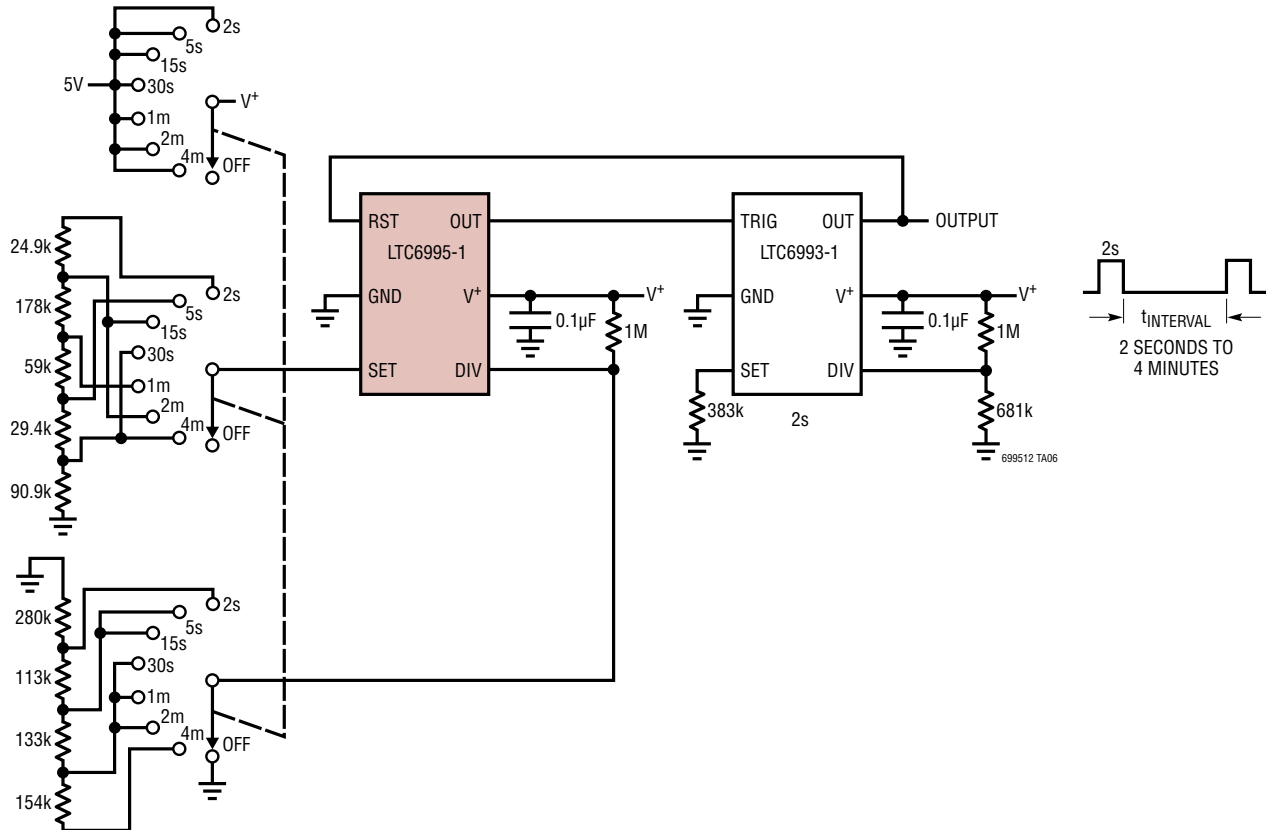 2s
5s
15s
5V
30s
V+
1m
2m
4m
OFF
24.9k
178k
59k
29.4k
90.9k
2s
5s
15s
30s
1m
2m
4m
OFF
280k
113k
133k
154k
2s
5s
15s
30s
1m
2m
4m
OFF
RST OUT
LTC6995-1
GND V+
SET DIV
0.1µF
1M
V+
TRIG OUT
LTC6993-1
GND V+
SET DIV
OUTPUT
0.1µF
1M
V+
383k
2s
681k
699512 TA06
2s
tINTERVAL
2 SECONDS TO
4 MINUTES